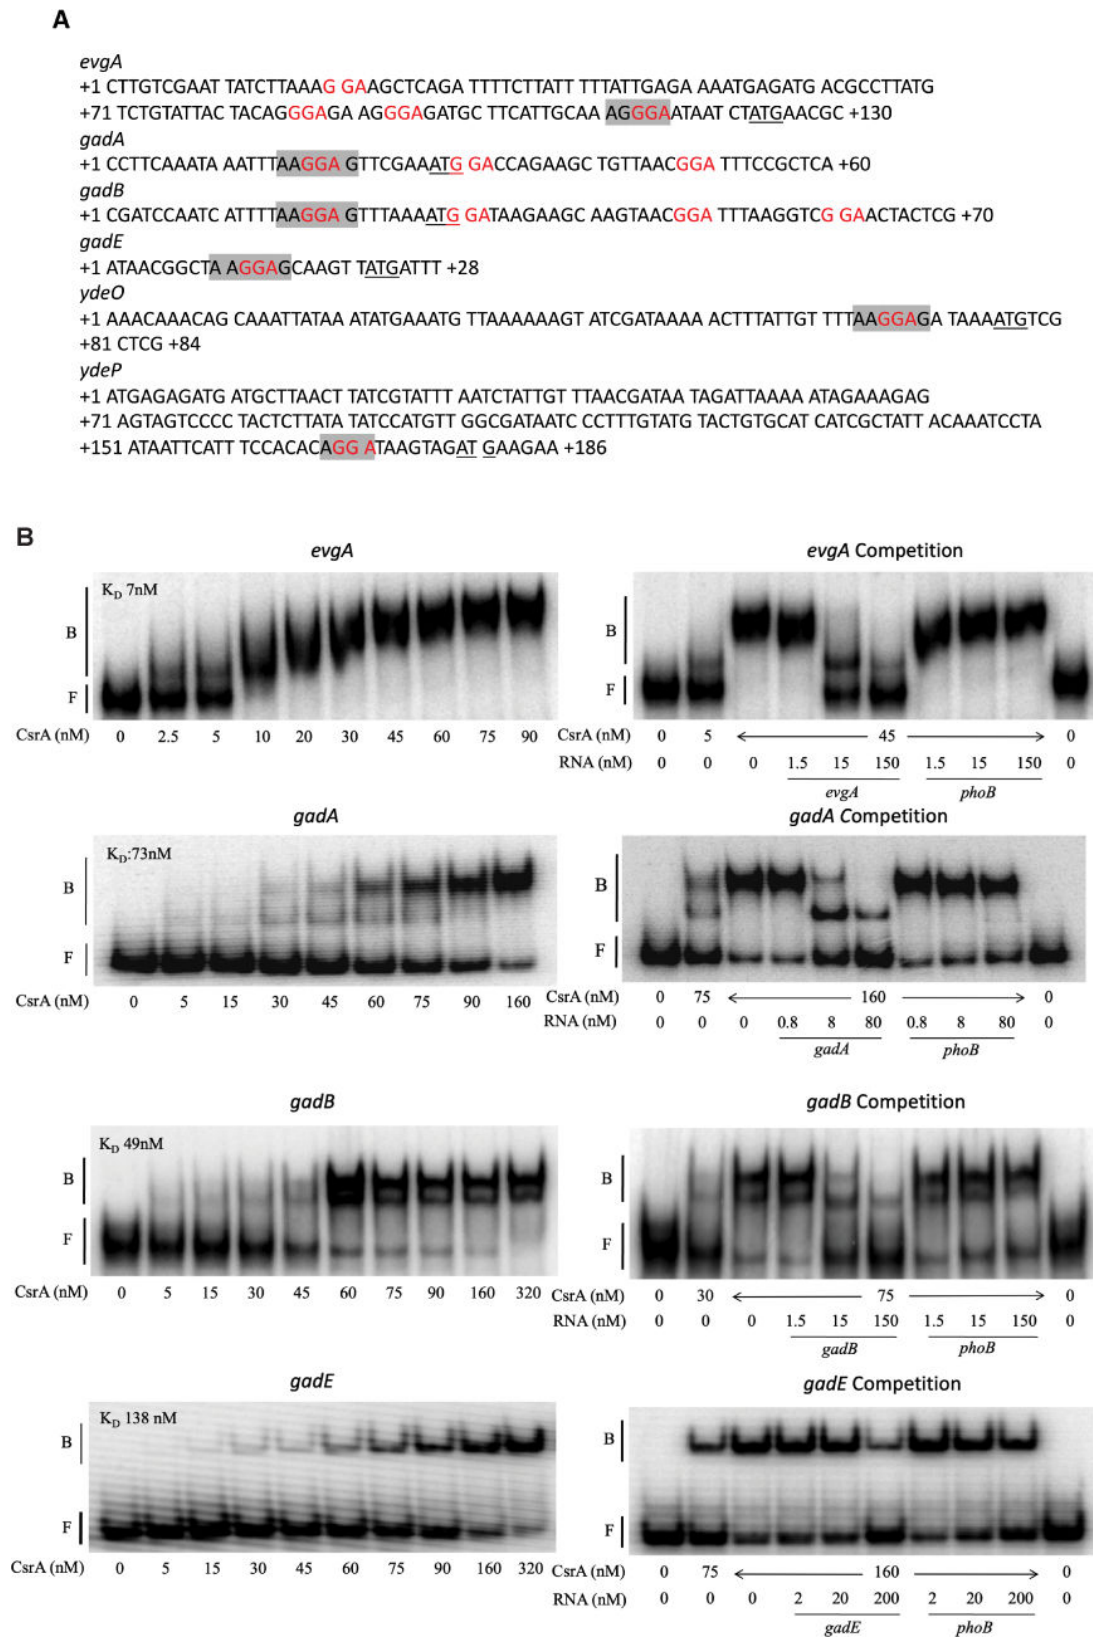 A
evgA
+1 CTTGTCGAAT TATCTTAAAG GAAGCTCAGA TTTTCTTATT TTTATTGAGA AAATGAGATG ACGCCTTATG
+71 TCTGTATTAC TACAGGGAGA AGGGAGATGC TTCATTGCAA AGGGGAATAAT CTATGAACGC +130
gadA
+1 CCTTCAAATA AATTTAAGGA GTTCGAAATG GACCAGAAGC TGTTAACGGA TTTCCGCTCA +60
gadB
+1 CGATCCAATC ATTTTAAGGA GTTTAAAATG GATAAGAAGC AAGTAACGGA TTTAAGGTCG GAACTACTCG +70
gadE
+1 ATAACGGCTA AGGAGCAAGT TATGATTT +28
ydeO
+1 AAACAAACAG CAAATTATAA ATATGAAATG TTAAAAAAGT ATCGATAAAA ACTTTATTGT TTTAAGGAGA TAAAATGTCG
+81 CTCG +84
ydeP
+1 ATGAGAGATG ATGCTTAACT TATCGTATTT AATCTATTGT TTAACGATAA TAGATTAAAA ATAGAAAGAG
+71 AGTAGTCCCC TACTCTTATA TATCCATGTT GGCGATAATC CCTTTGTATG TACTGTGCAT CATCGCTATT ACAAATCCTA
+151 ATAATTCATT TCCACACAGG ATAAGTAGAT GAAGAA +186
B
evgA
evgA Competition
K_D 7nM
B
F
B
F
CsrA (nM) 0 2.5 5 10 20 30 45 60 75 90
CsrA (nM) 0 5 45 0
RNA (nM) 0 0 0 1.5 15 150 1.5 15 150 0
evgA phoB
gadA
gadA Competition
K_D:73nM
B
F
B
F
CsrA (nM) 0 5 15 30 45 60 75 90 160
CsrA (nM) 0 75 160 0
RNA (nM) 0 0 0 0.8 8 80 0.8 8 80 0
gadA phoB
gadB
gadB Competition
K_D 49nM
B
F
B
F
CsrA (nM) 0 5 15 30 45 60 75 90 160 320
CsrA (nM) 0 30 75 0
RNA (nM) 0 0 0 1.5 15 150 1.5 15 150 0
gadB phoB
gadE
gadE Competition
K_D 138 nM
B
F
B
F
CsrA (nM) 0 5 15 30 45 60 75 90 160 320
CsrA (nM) 0 75 160 0
RNA (nM) 0 0 0 2 20 200 2 20 200 0
gadE phoB